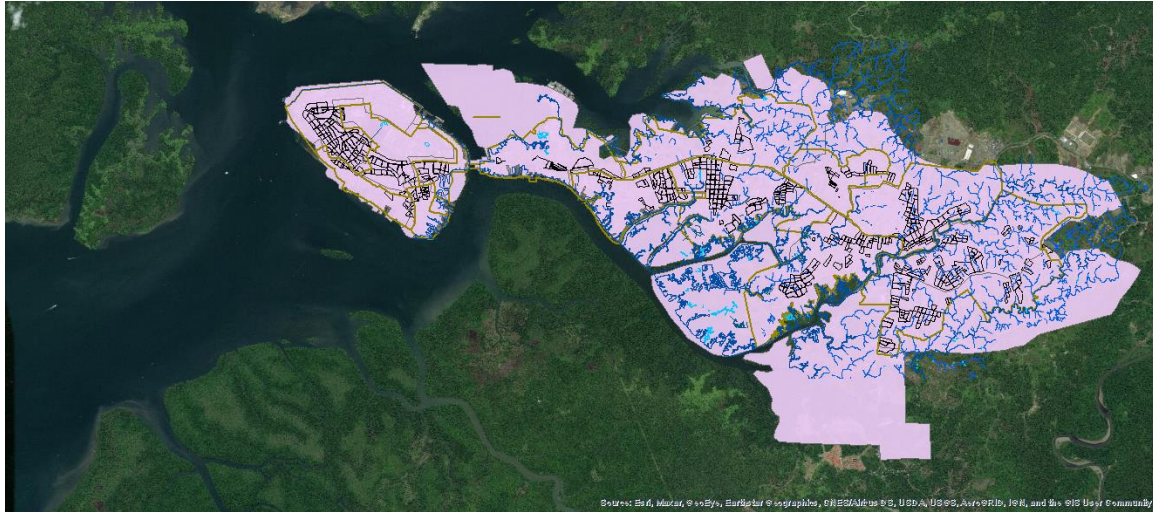 Source: Esri, Maxar, GeoEye, Earthstar Geographics, CNES/Airbus DS, USDA, USGS, AeroGRID, IGN, and the GIS User Community